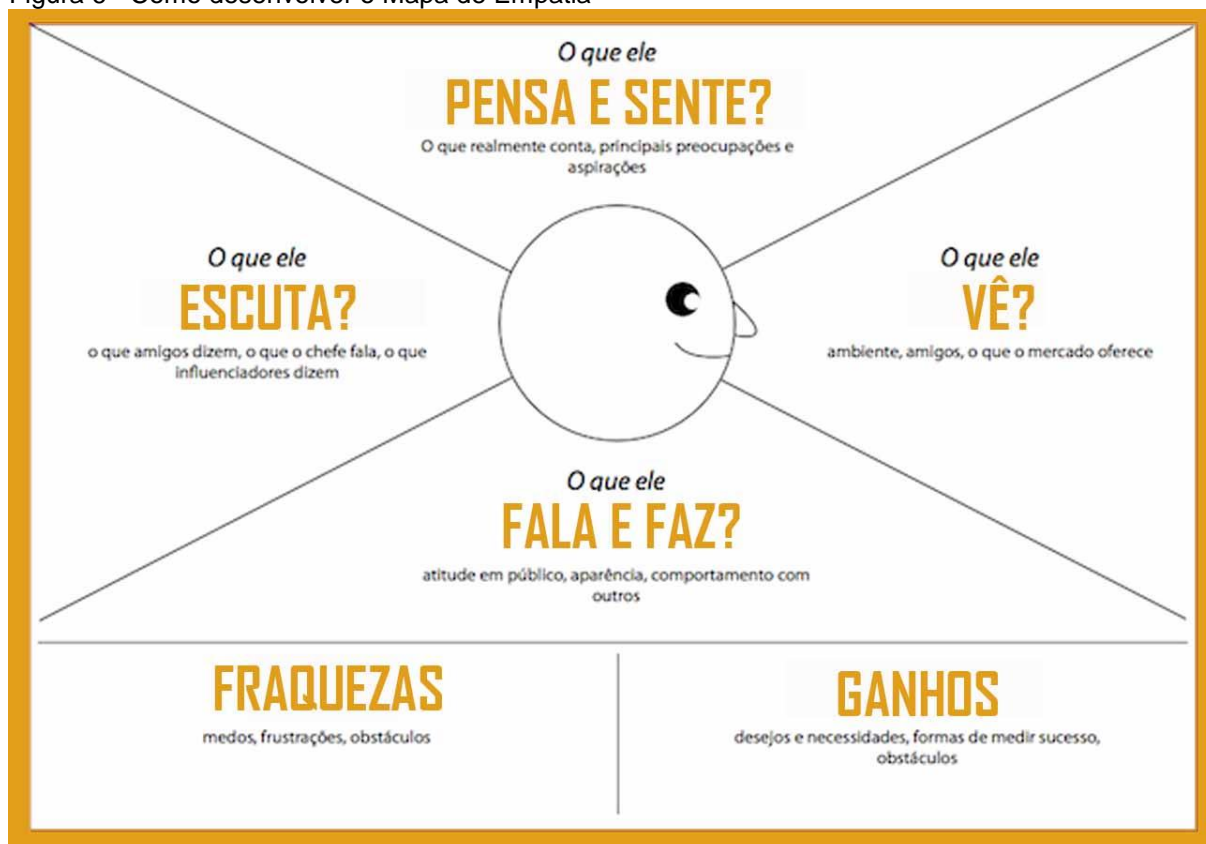 O que ele
PENSA E SENTE?
O que realmente conta, principais preocupações e
aspirações
O que ele
ESCUTA?
o que amigos dizem, o que o chefe fala, o que
influenciadores dizem
O que ele
VÊ?
ambiente, amigos, o que o mercado oferece
O que ele
FALA E FAZ?
atitude em público, aparência, comportamento com
outros
FRAQUEZAS
medos, frustrações, obstáculos
GANHOS
desejos e necessidades, formas de medir sucesso,
obstáculos